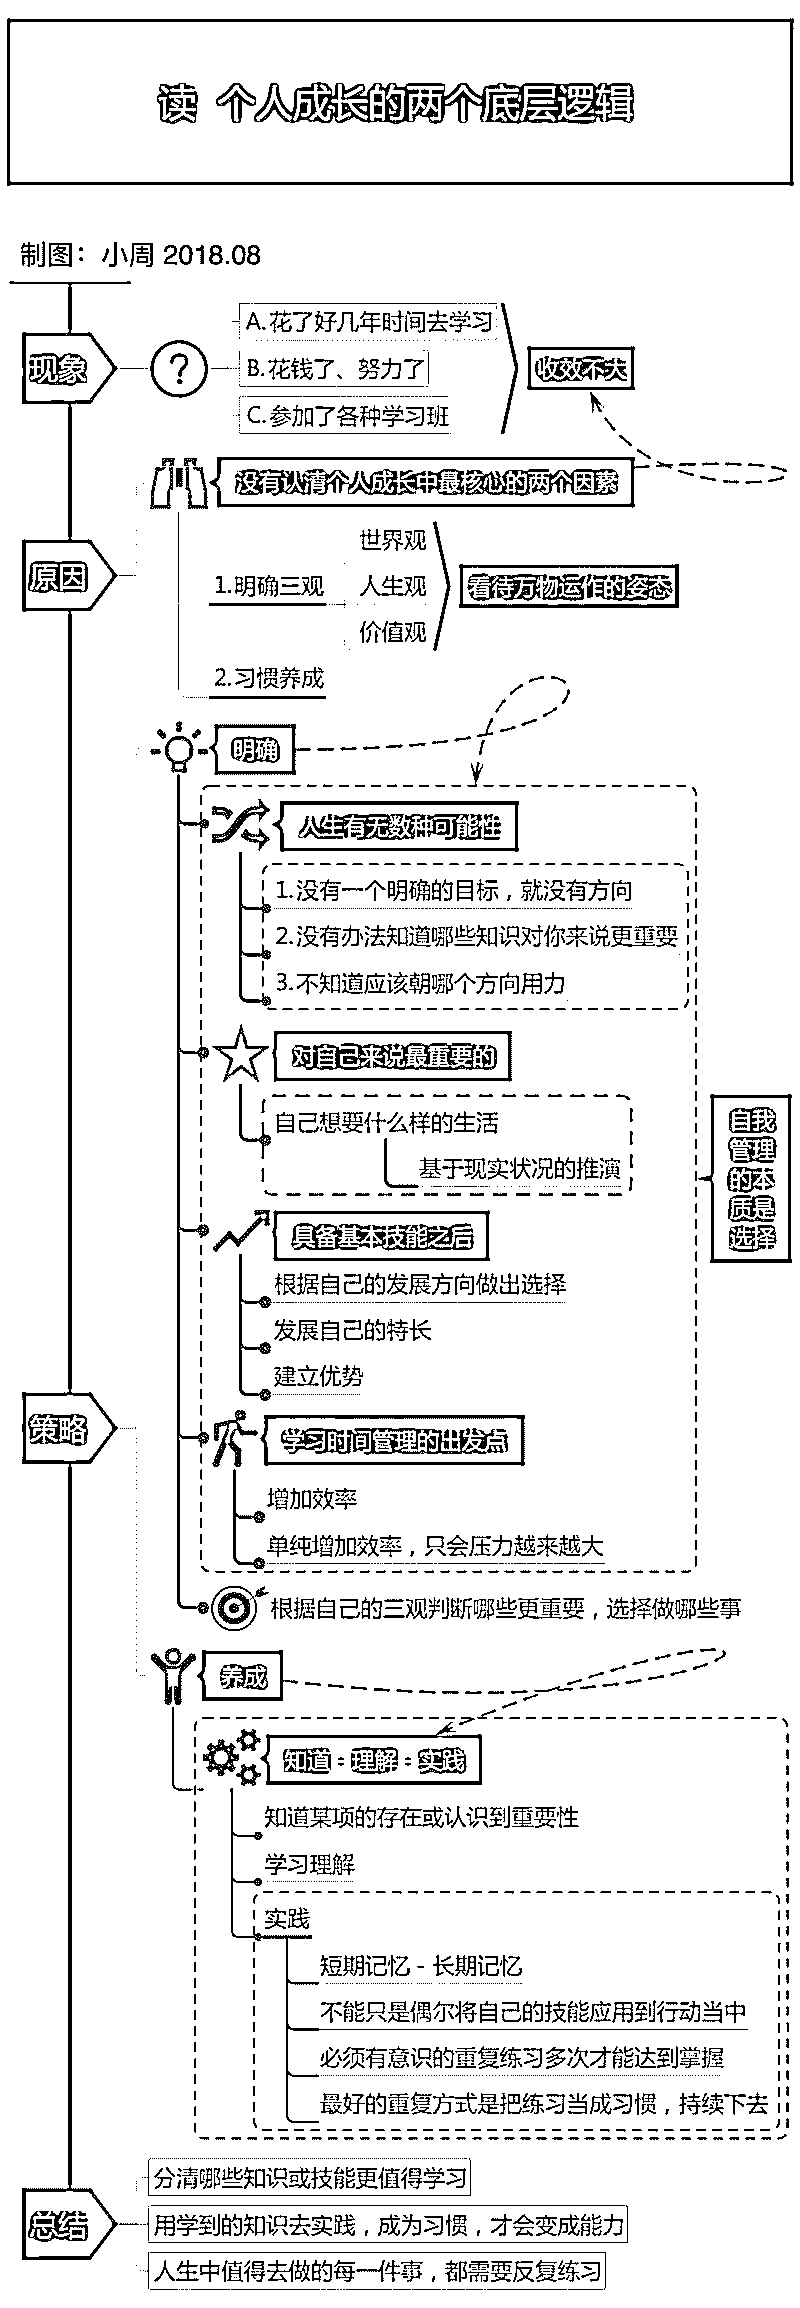 读 个人成长的两个底层逻辑
制图： 小周 2018.08
现象
?
A.花了好几年时间去学习
B.花钱了、努力了
C.参加了各种学习班
收效不大
原因
没有认清个人成长中最核心的两个因素
1.明确三观
世界观
人生观
价值观
看待万物运作的姿态
2.习惯养成
策略
明确
人生有无数种可能性
1.没有一个明确的目标，就没有方向
2.没有办法知道哪些知识对你来说更重要
3.不知道应该朝哪个方向用力
对自己来说最重要的
自己想要什么样的生活
基于现实状况的推演
具备基本技能之后
根据自己的发展方向做出选择
发展自己的特长
建立优势
学习时间管理的出发点
增加效率
单纯增加效率，只会压力越来越大
自我
管理
的本
质是
选择
根据自己的三观判断哪些更重要，选择做哪些事
养成
知道：理解：实践
知道某项的存在或认识到重要性
学习理解
实践
短期记忆 - 长期记忆
不能只是偶尔将自己的技能应用到行动当中
必须有意识的重复练习多次才能达到掌握
最好的重复方式是把练习当成习惯，持续下去
总结
分清哪些知识或技能更值得学习
用学到的知识去实践，成为习惯，才会变成能力
人生中值得去做的每一件事，都需要反复练习